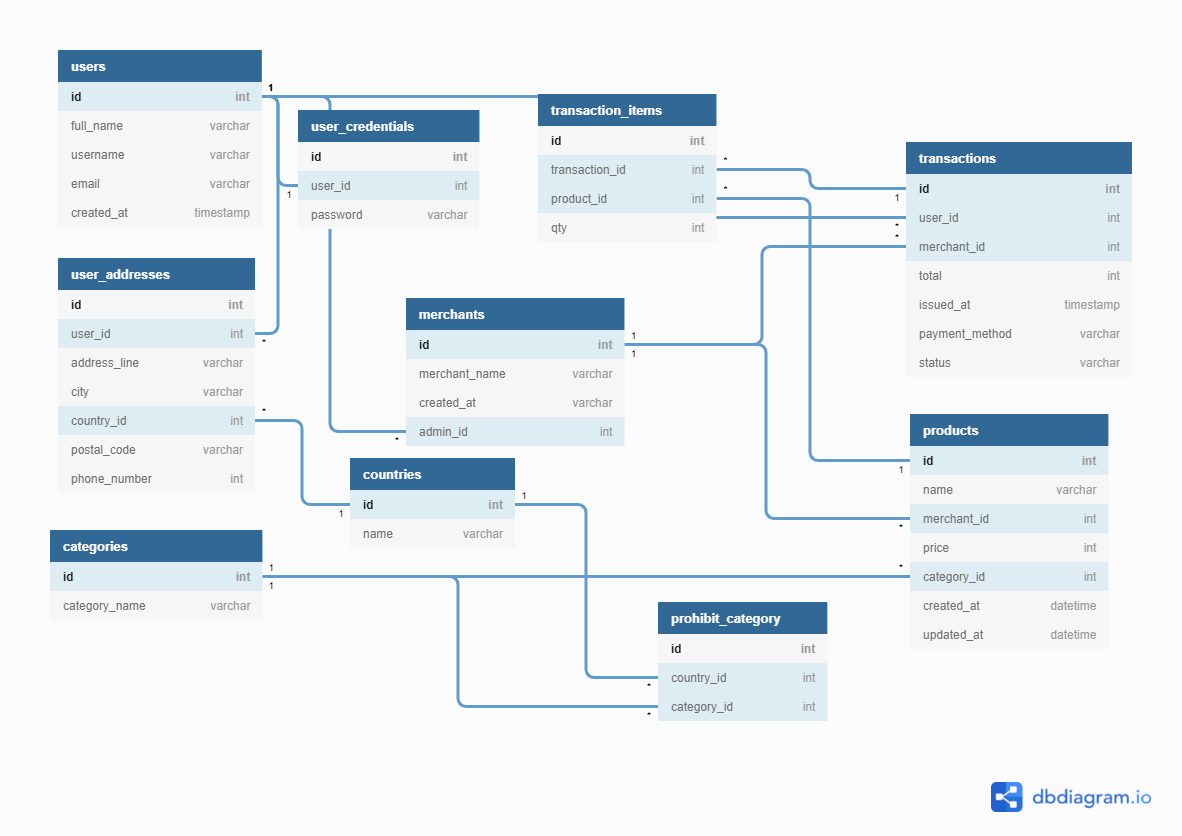 users
id int
full_name varchar
username varchar
email varchar
created_at timestamp
1
user_credentials
id int
user_id int
password varchar
1
transaction_items
id int
transaction_id int
product_id int
qty int
*
*
transactions
id int
user_id int
merchant_id int
total int
issued_at timestamp
payment_method varchar
status varchar
1
*
*
user_addresses
id int
user_id int
address_line varchar
city varchar
country_id int
postal_code varchar
phone_number int
*
*
merchants
id int
merchant_name varchar
created_at varchar
admin_id int
1
1
*
countries
id int
name varchar
1
1
products
id int
name varchar
merchant_id int
price int
category_id int
created_at datetime
updated_at datetime
1
*
*
categories
id int
category_name varchar
1
1
prohibit_category
id int
country_id int
category_id int
*
*
dbdiagram.io